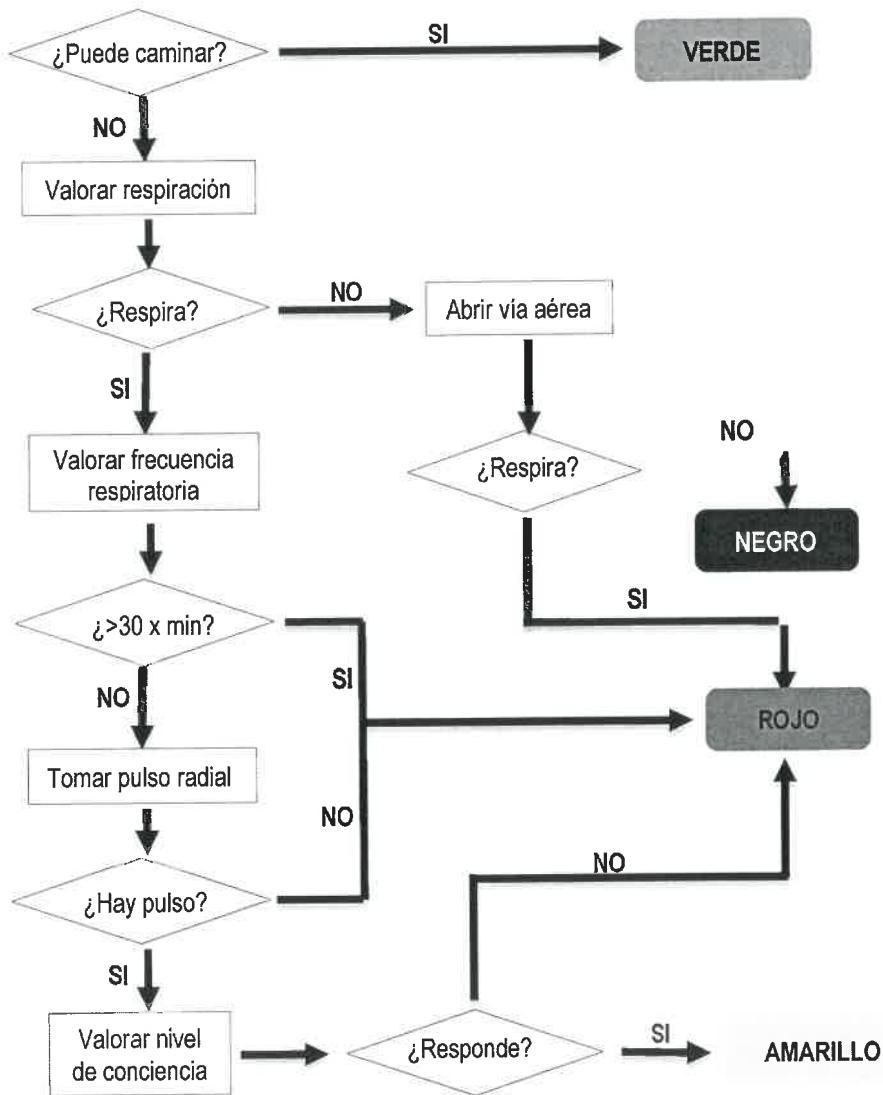 ¿Puede caminar?
SI
VERDE
NO
Valorar respiración
¿Respira?
NO
Abrir vía aérea
SI
Valorar frecuencia
respiratoria
¿Respira?
NO
NEGRO
SI
¿>30 x min?
SI
NO
ROJO
Tomar pulso radial
NO
¿Hay pulso?
NO
SI
Valorar nivel
de conciencia
¿Responde?
SI
AMARILLO